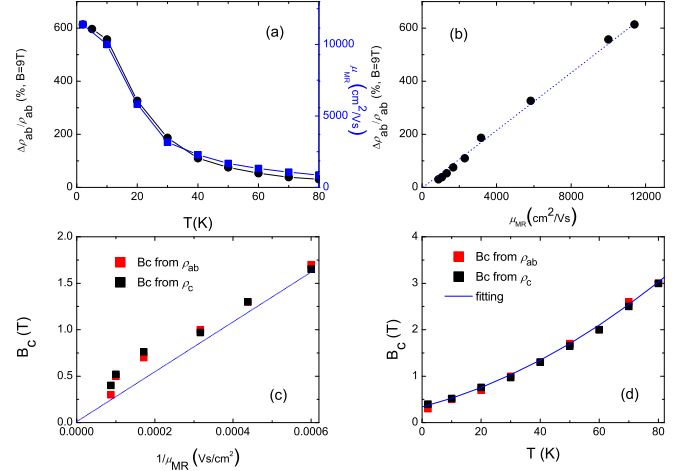 600
400
200
0
Δρab/ρab (%, B=9T)
(a)
10000
5000
0
μMR(cm²/Vs)
0
20
40
60
80
T(K)
600
400
200
0
Δρab/ρab (%, B=9T)
(b)
0
4000
8000
12000
μMR(cm²/Vs)
2.0
1.5
1.0
0.5
0.0
Bc (T)
Bc from ρab
Bc from ρc
(c)
0.0000
0.0002
0.0004
0.0006
1/μMR (Vs/cm²)
4
3
2
1
0
Bc (T)
Bc from ρab
Bc from ρc
fitting
(d)
0
20
40
60
80
T (K)